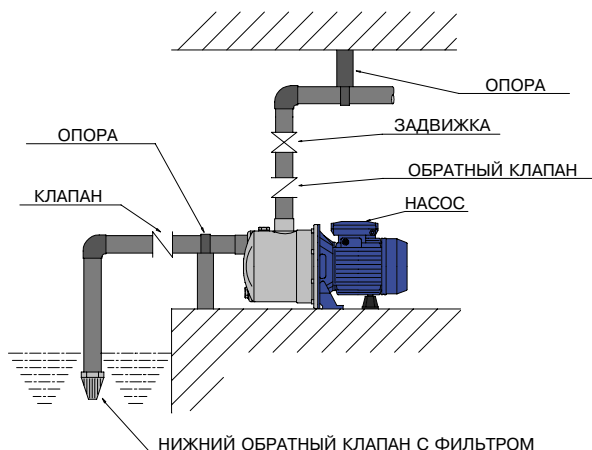 ОПОРА
ЗАДВИЖКА
ОПОРА
ОБРАТНЫЙ КЛАПАН
КЛАПАН
НАСОС
НИЖНИЙ ОБРАТНЫЙ КЛАПАН С ФИЛЬТРОМ